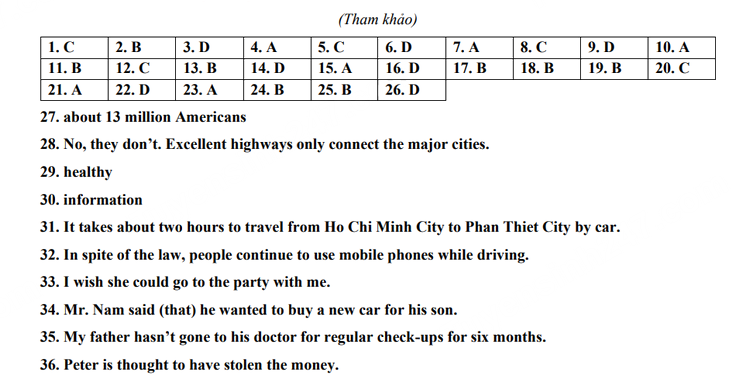 (Tham khảo)
1. C 2. B 3. D 4. A 5. C 6. D 7. A 8. C 9. D 10. A
11. B 12. C 13. B 14. D 15. A 16. D 17. B 18. B 19. B 20. C
21. A 22. D 23. A 24. B 25. B 26. D
27. about 13 million Americans
28. No, they don’t. Excellent highways only connect the major cities.
29. healthy
30. information
31. It takes about two hours to travel from Ho Chi Minh City to Phan Thiet City by car.
32. In spite of the law, people continue to use mobile phones while driving.
33. I wish she could go to the party with me.
34. Mr. Nam said (that) he wanted to buy a new car for his son.
35. My father hasn’t gone to his doctor for regular check-ups for six months.
36. Peter is thought to have stolen the money.